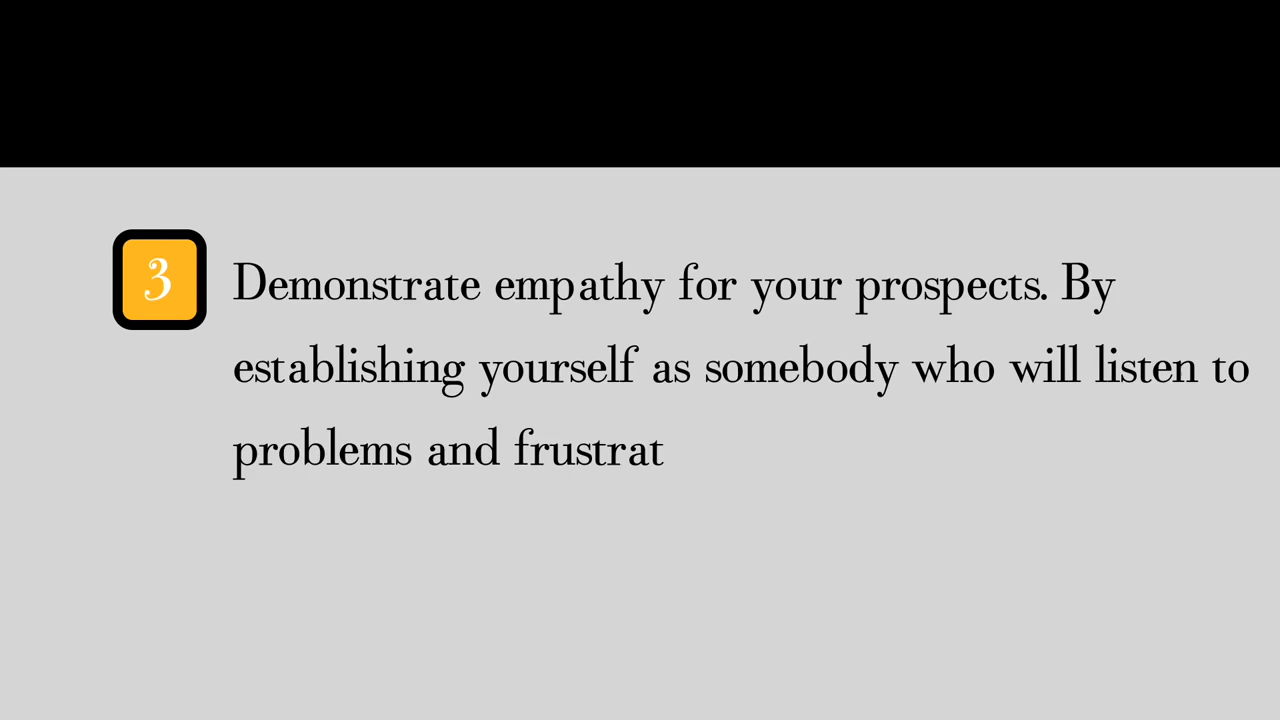 3
Demonstrate empathy for your prospects. By
establishing yourself as somebody who will listen to
problems and frustrat